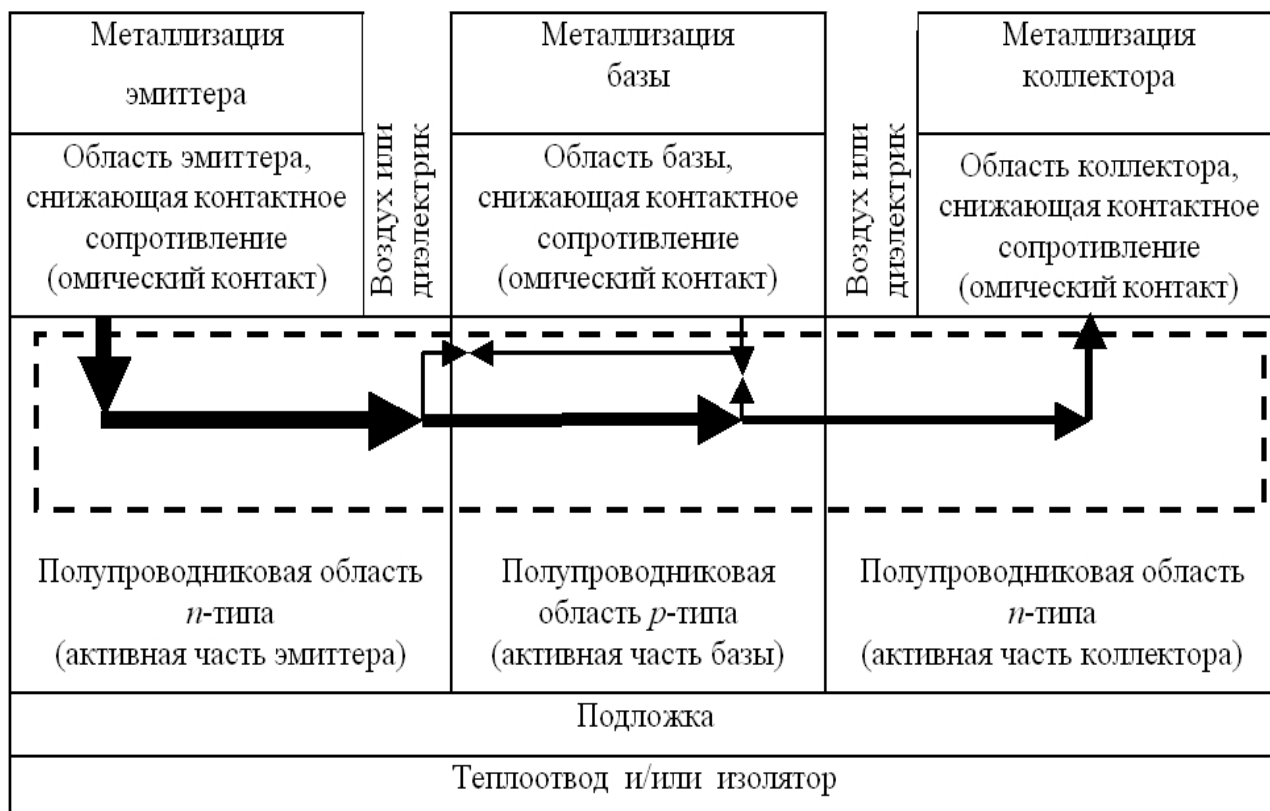 Металлизация
эмиттера
Воздух или
диэлектрик
Металлизация
базы
Воздух или
диэлектрик
Металлизация
коллектора
Область эмиттера,
снижающая контактное
сопротивление
(омический контакт)
Область базы,
снижающая контактное
сопротивление
(омический контакт)
Область коллектора,
снижающая контактное
сопротивление
(омический контакт)
Полупроводниковая область
n-типа
(активная часть эмиттера)
Полупроводниковая
область p-типа
(активная часть базы)
Полупроводниковая область
n-типа
(активная часть коллектора)
Подложка
Теплоотвод и/или изолятор